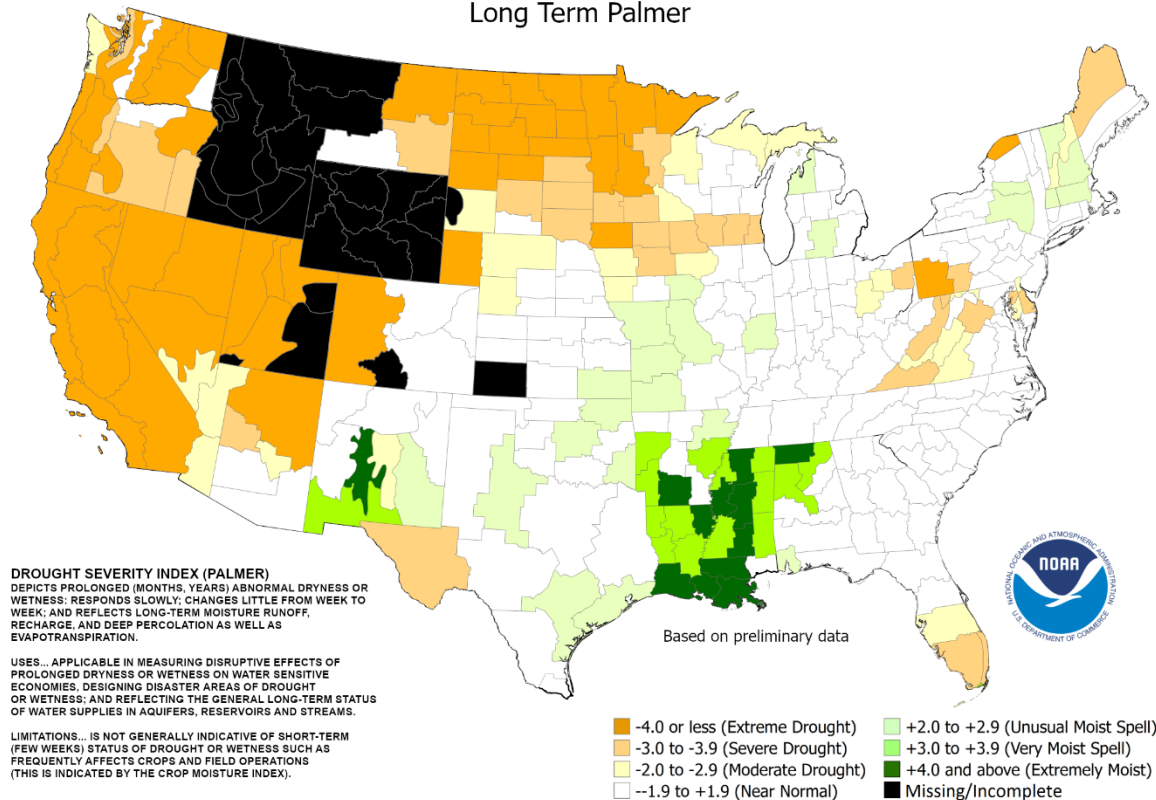 Long Term Palmer
DROUGHT SEVERITY INDEX (PALMER)
DEPICTS PROLONGED (MONTHS, YEARS) ABNORMAL DRYNESS OR
WETNESS: RESPONDS SLOWLY; CHANGES LITTLE FROM WEEK TO
WEEK; AND REFLECTS LONG-TERM MOISTURE RUNOFF,
RECHARGE, AND DEEP PERCOLATION AS WELL AS
EVAPOTRANSPIRATION.
USES... APPLICABLE IN MEASURING DISRUPTIVE EFFECTS OF
PROLONGED DRYNESS OR WETNESS ON WATER SENSITIVE
ECONOMIES, DESIGNING DISASTER AREAS OF DROUGHT
OR WETNESS; AND REFLECTING THE GENERAL LONG-TERM STATUS
OF WATER SUPPLIES IN AQUIFERS, RESERVOIRS AND STREAMS.
LIMITATIONS... IS NOT GENERALLY INDICATIVE OF SHORT-TERM
(FEW WEEKS) STATUS OF DROUGHT OR WETNESS SUCH AS
FREQUENTLY AFFECTS CROPS AND FIELD OPERATIONS
(THIS IS INDICATED BY THE CROP MOISTURE INDEX).
Based on preliminary data
NATIONAL OCEANIC AND ATMOSPHERIC ADMINISTRATION
NOAA
U.S. DEPARTMENT OF COMMERCE
-4.0 or less (Extreme Drought)
-3.0 to -3.9 (Severe Drought)
-2.0 to -2.9 (Moderate Drought)
--1.9 to +1.9 (Near Normal)
+2.0 to +2.9 (Unusual Moist Spell)
+3.0 to +3.9 (Very Moist Spell)
+4.0 and above (Extremely Moist)
Missing/Incomplete